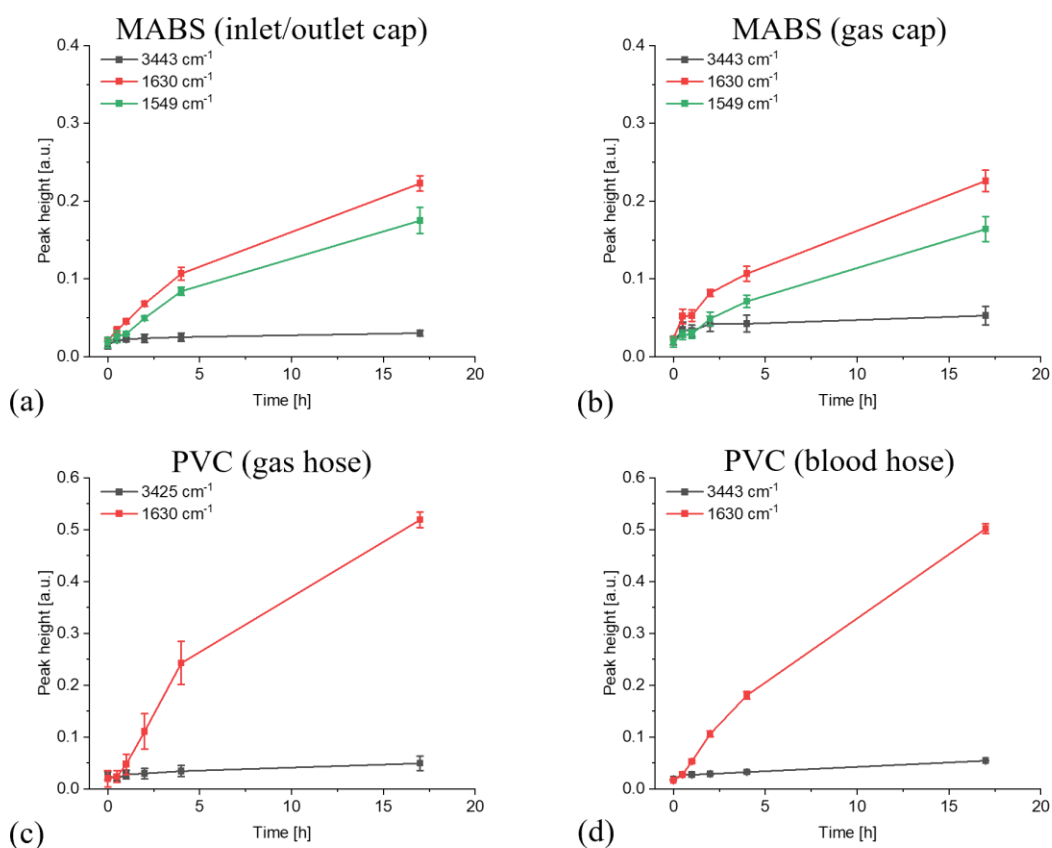 MABS (inlet/outlet cap)
0.4
0.3
0.2
0.1
0.0
Peak height [a.u.]
3443 cm⁻¹
1630 cm⁻¹
1549 cm⁻¹
0 5 10 15 20
Time [h]
(a)
MABS (gas cap)
0.4
0.3
0.2
0.1
0.0
Peak height [a.u.]
3443 cm⁻¹
1630 cm⁻¹
1549 cm⁻¹
0 5 10 15 20
Time [h]
(b)
PVC (gas hose)
0.6
0.5
0.4
0.3
0.2
0.1
0.0
Peak height [a.u.]
3425 cm⁻¹
1630 cm⁻¹
0 5 10 15 20
Time [h]
(c)
PVC (blood hose)
0.6
0.5
0.4
0.3
0.2
0.1
0.0
Peak height [a.u.]
3443 cm⁻¹
1630 cm⁻¹
0 5 10 15 20
Time [h]
(d)